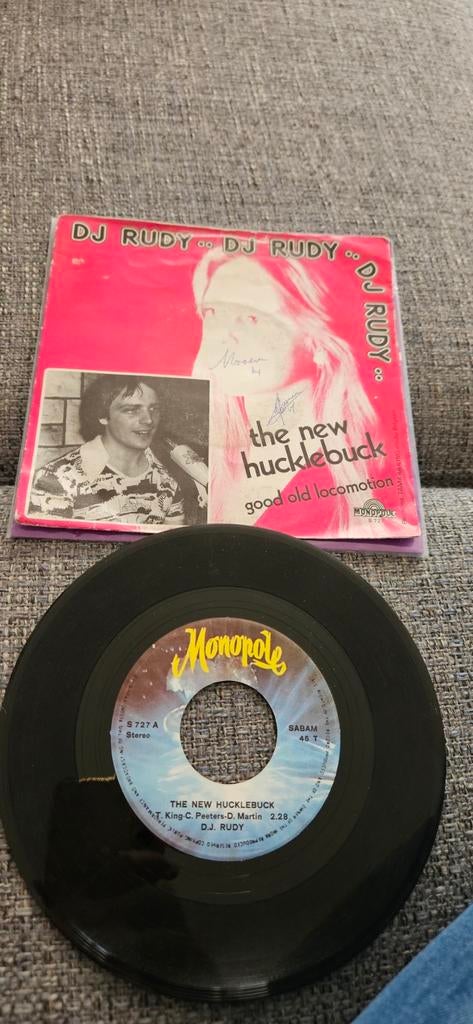 DJ RUDY·· DJ RUDY·· DJ RUDY··
the new
hucklebuck
good old locomotion
MONOPOLE
S 727
Monopole
S 727 A
Stereo
SABAM
45 T
THE NEW HUCKLEBUCK
T. King-C. Peeters-D. Martin 2.28
D.J. RUDY